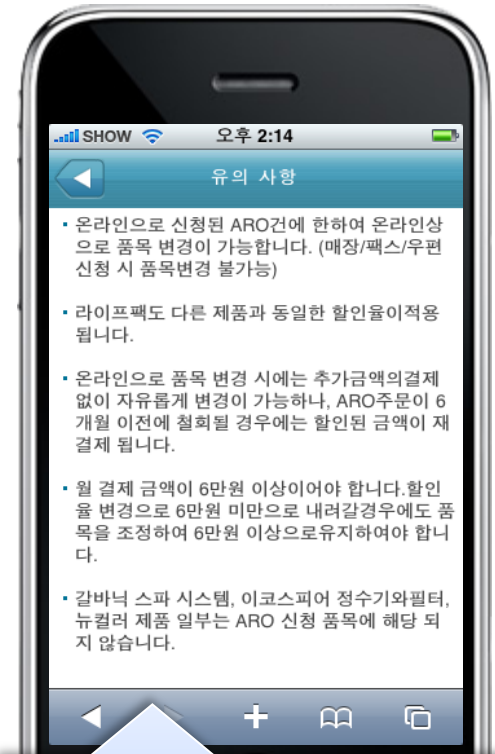 SHOW 오후 2:14
유의 사항
온라인으로 신청된 ARO건에 한하여 온라인상
으로 품목 변경이 가능합니다. (매장/팩스/우편
신청 시 품목변경 불가능)
라이프팩도 다른 제품과 동일한 할인율이적용
됩니다.
온라인으로 품목 변경 시에는 추가금액의결제
없이 자유롭게 변경이 가능하나, ARO주문이 6
개월 이전에 철회될 경우에는 할인된 금액이 재
결제 됩니다.
월 결제 금액이 6만원 이상이어야 합니다.할인
율 변경으로 6만원 미만으로 내려갈경우에도 품
목을 조정하여 6만원 이상으로유지하여야 합니
다.
갈바닉 스파 시스템, 이코스피어 정수기와필터,
뉴컬러 제품 일부는 ARO 신청 품목에 해당 되
지 않습니다.